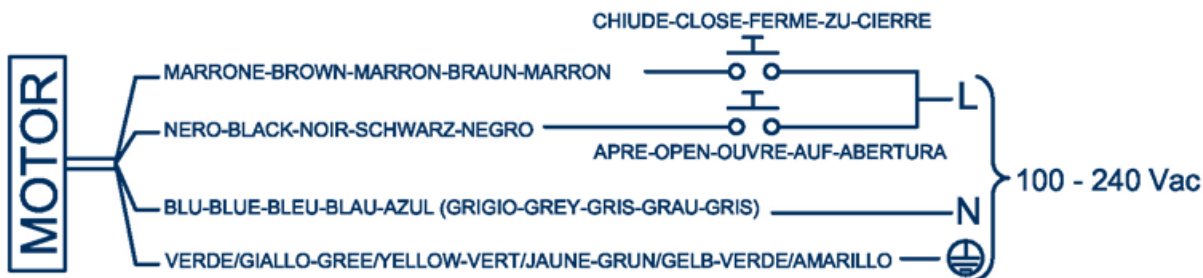 CHIUDE-CLOSE-FERME-ZU-CIERRE
MOTOR
MARRONE-BROWN-MARRON-BRAUN-MARRON
L
NERO-BLACK-NOIR-SCHWARZ-NEGRO
APRE-OPEN-OUVRE-AUF-ABERTURA
100 - 240 Vac
BLU-BLUE-BLEU-BLAU-AZUL (GRIGIO-GREY-GRIS-GRAU-GRIS)
N
VERDE/GIALLO-GREE/YELLOW-VERT/JAUNE-GRUN/GELB-VERDE/AMARILLO